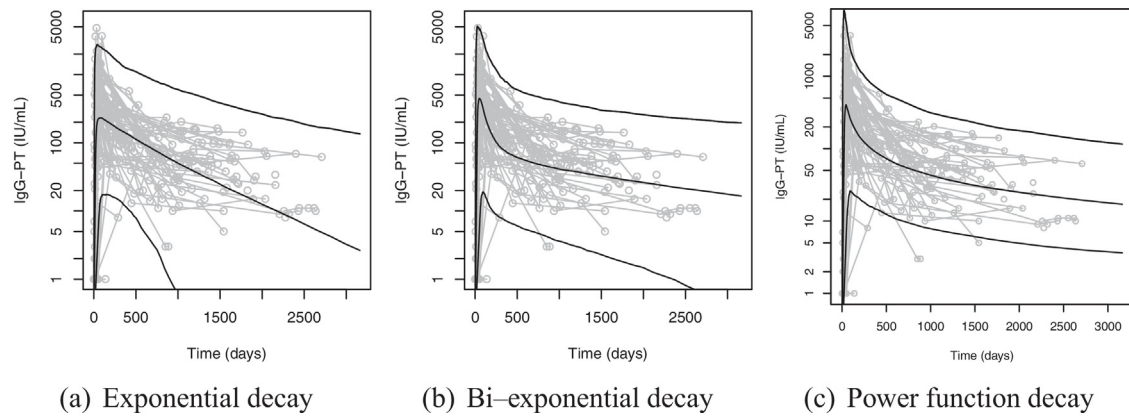 5000
500
100
20
5
1
IgG–PT (IU/mL)
0 500 1500 2500
Time (days)
(a) Exponential decay
5000
500
100
20
5
1
IgG–PT (IU/mL)
0 500 1500 2500
Time (days)
(b) Bi–exponential decay
5000
1000
200
50
10
5
2
1
IgG–PT (IU/mL)
0 500 1000 1500 2000 2500 3000
Time (days)
(c) Power function decay